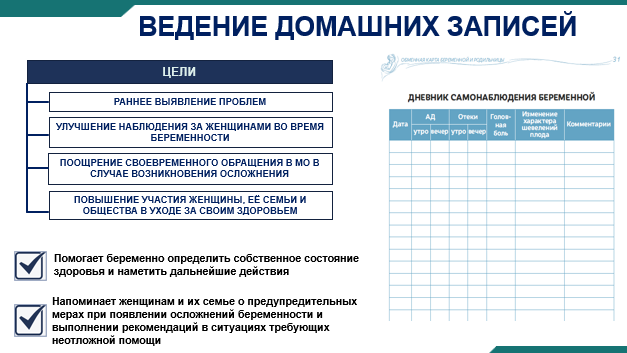 ВЕДЕНИЕ ДОМАШНИХ ЗАПИСЕЙ
ЦЕЛИ
РАННЕЕ ВЫЯВЛЕНИЕ ПРОБЛЕМ
УЛУЧШЕНИЕ НАБЛЮДЕНИЯ ЗА ЖЕНЩИНАМИ ВО ВРЕМЯ
БЕРЕМЕННОСТИ
ПООЩРЕНИЕ СВОЕВРЕМЕННОГО ОБРАЩЕНИЯ В МО В
СЛУЧАЕ ВОЗНИКНОВЕНИЯ ОСЛОЖНЕНИЯ
ПОВЫШЕНИЕ УЧАСТИЯ ЖЕНЩИНЫ, ЕЁ СЕМЬИ И
ОБЩЕСТВА В УХОДЕ ЗА СВОИМ ЗДОРОВЬЕМ
Помогает беременно определить собственное состояние
здоровья и наметить дальнейшие действия
Напоминает женщинам и их семье о предупредительных
мерах при появлении осложнений беременности и
выполнении рекомендаций в ситуациях требующих
неотложной помощи
ОБМЕННАЯ КАРТА БЕРЕМЕННОЙ И РОДИЛЬНИЦЫ 31
ДНЕВНИК САМОНАБЛЮДЕНИЯ БЕРЕМЕННОЙ
Дата АД Отеки Голов-
ная
боль Изменение
характера
шевелений
плода Комментарии
утро вечер утро вечер